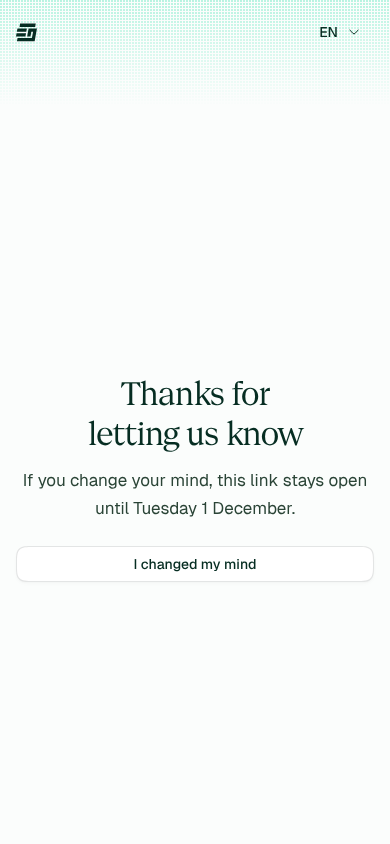 EN
Thanks for
letting us know
If you change your mind, this link stays open
until Tuesday 1 December.
I changed my mind